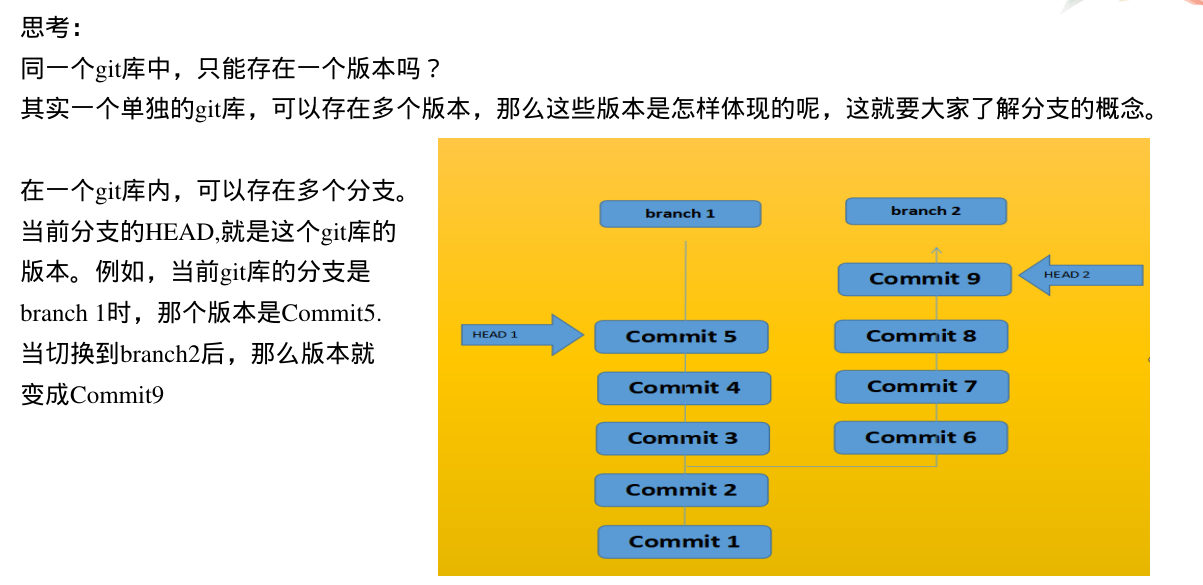 思考：
同一个git库中，只能存在一个版本吗？
其实一个单独的git库，可以存在多个版本，那么这些版本是怎样体现的呢，这就要大家了解分支的概念。
在一个git库内，可以存在多个分支。
当前分支的HEAD,就是这个git库的
版本。例如，当前git库的分支是
branch 1时，那个版本是Commit5.
当切换到branch2后，那么版本就
变成Commit9
branch 1
branch 2
Commit 9
HEAD 2
HEAD 1
Commit 5
Commit 8
Commit 4
Commit 7
Commit 3
Commit 6
Commit 2
Commit 1